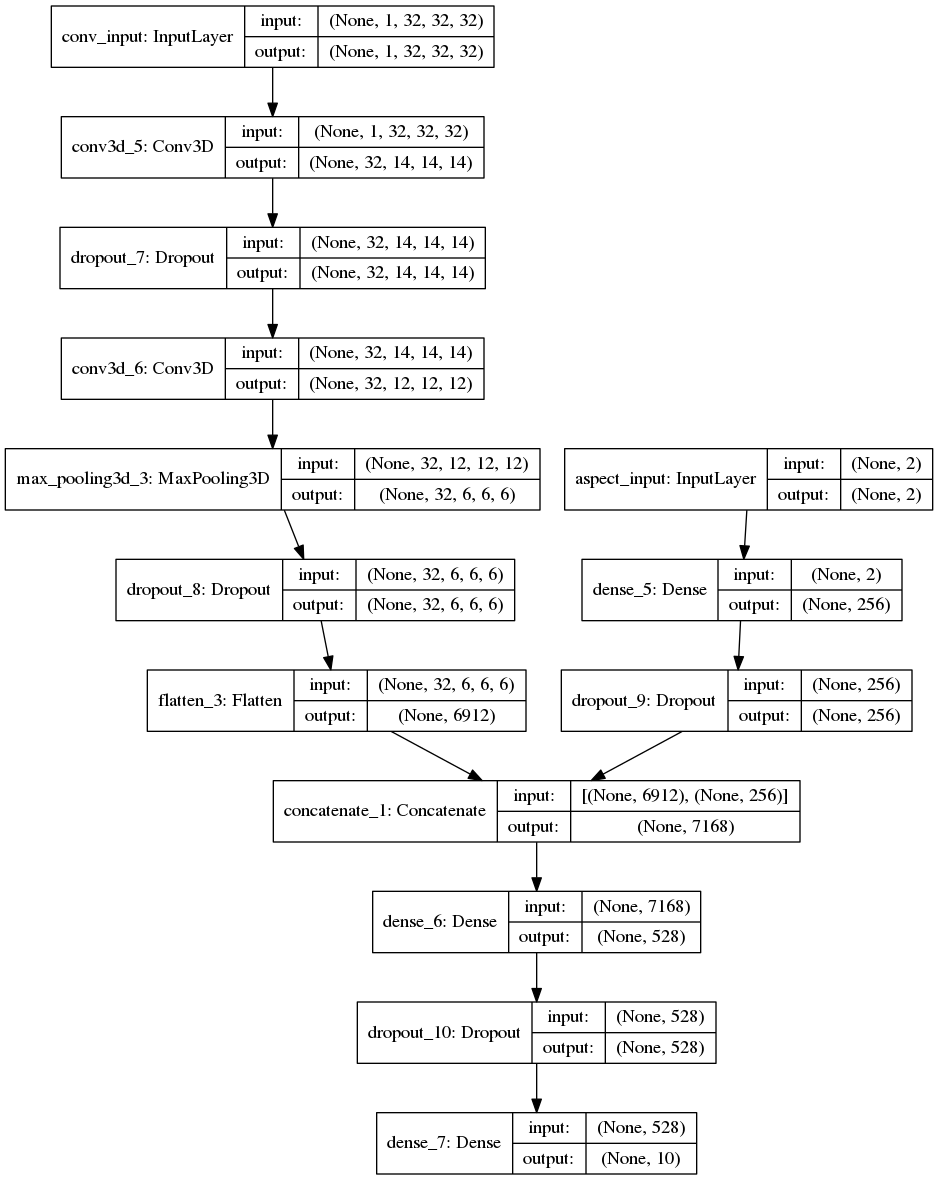 conv_input: InputLayer
input: (None, 1, 32, 32, 32)
output: (None, 1, 32, 32, 32)
conv3d_5: Conv3D
input: (None, 1, 32, 32, 32)
output: (None, 32, 14, 14, 14)
dropout_7: Dropout
input: (None, 32, 14, 14, 14)
output: (None, 32, 14, 14, 14)
conv3d_6: Conv3D
input: (None, 32, 14, 14, 14)
output: (None, 32, 12, 12, 12)
max_pooling3d_3: MaxPooling3D
input: (None, 32, 12, 12, 12)
output: (None, 32, 6, 6, 6)
aspect_input: InputLayer
input: (None, 2)
output: (None, 2)
dropout_8: Dropout
input: (None, 32, 6, 6, 6)
output: (None, 32, 6, 6, 6)
dense_5: Dense
input: (None, 2)
output: (None, 256)
flatten_3: Flatten
input: (None, 32, 6, 6, 6)
output: (None, 6912)
dropout_9: Dropout
input: (None, 256)
output: (None, 256)
concatenate_1: Concatenate
input: [(None, 6912), (None, 256)]
output: (None, 7168)
dense_6: Dense
input: (None, 7168)
output: (None, 528)
dropout_10: Dropout
input: (None, 528)
output: (None, 528)
dense_7: Dense
input: (None, 528)
output: (None, 10)